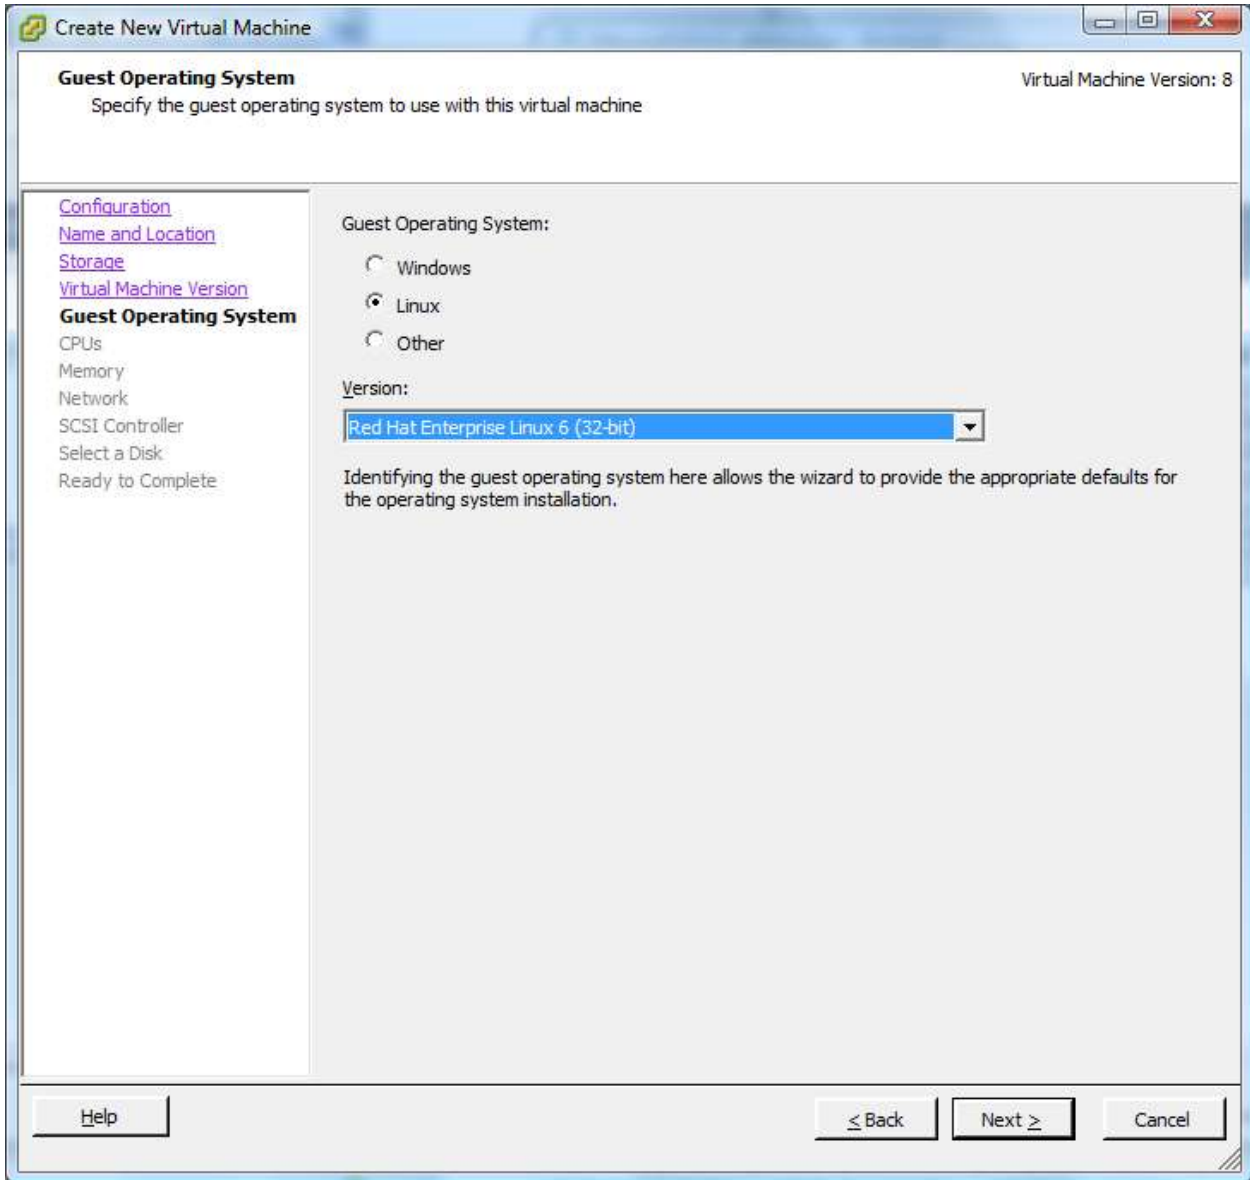 Create New Virtual Machine
Guest Operating System
Virtual Machine Version: 8
Specify the guest operating system to use with this virtual machine
Configuration
Name and Location
Storage
Virtual Machine Version
Guest Operating System
CPUs
Memory
Network
SCSI Controller
Select a Disk
Ready to Complete
Guest Operating System:
Windows
Linux
Other
Version:
Red Hat Enterprise Linux 6 (32-bit)
Identifying the guest operating system here allows the wizard to provide the appropriate defaults for
the operating system installation.
Help
< Back
Next >
Cancel